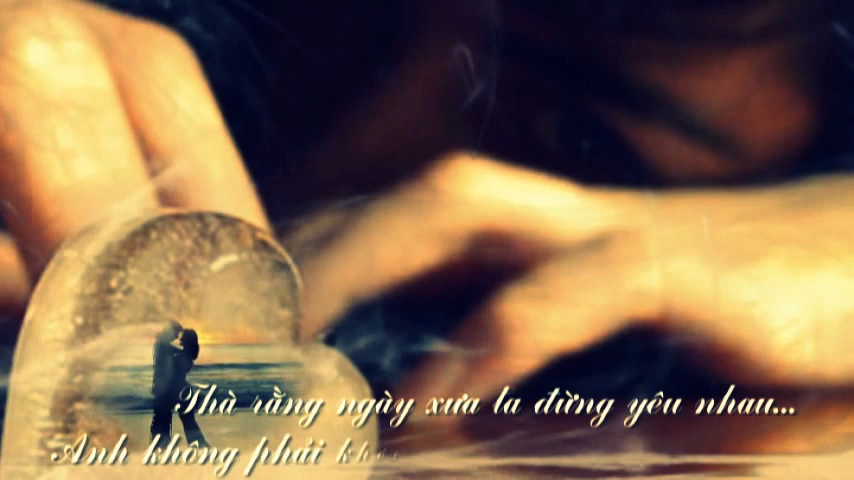 Thà rằng ngày xưa ta đừng yêu nhau...
Anh không phải